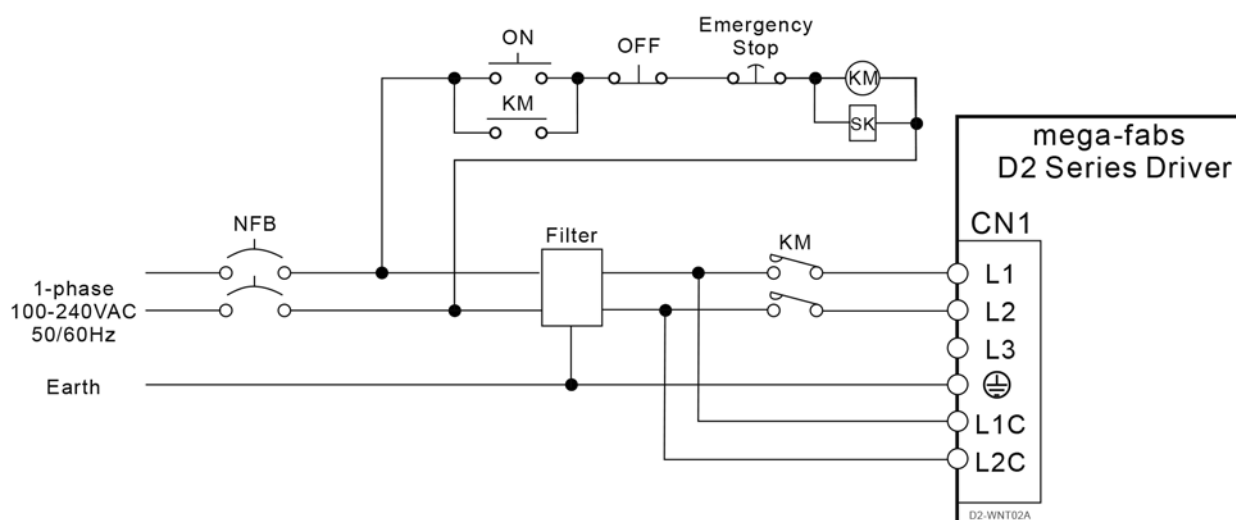 Emergency
Stop
ON
OFF
KM
KM
SK
mega-fabs
D2 Series Driver
CN1
NFB
Filter
KM
L1
1-phase
100-240VAC
50/60Hz
L2
L3
Earth
L1C
L2C
D2-WNT02A